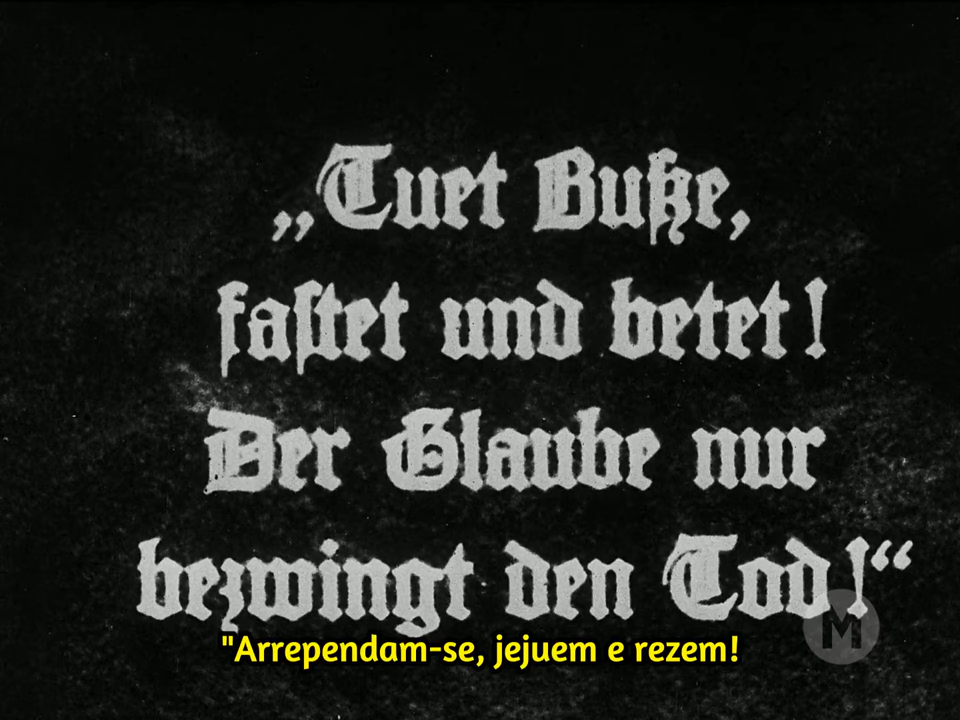 „Tuet Buße,
faſtet und betet!
Der Glaube nur
bezwingt den Tod!“
M
"Arrependam-se, jejuem e rezem!